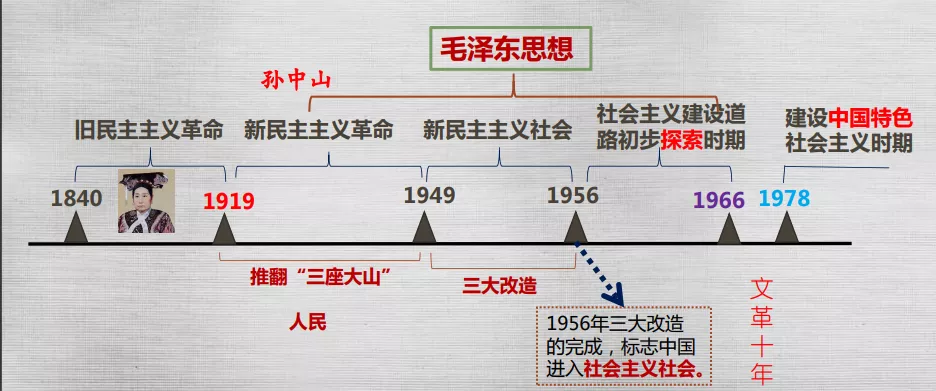 毛泽东思想
孙中山
旧民主主义革命
新民主主义革命
新民主主义社会
社会主义建设道
路初步探索时期
建设中国特色
社会主义时期
1840
1919
1949
1956
1966
1978
推翻“三座大山”
人民
三大改造
1956年三大改造
的完成，标志中国
进入社会主义社会。
文革十年